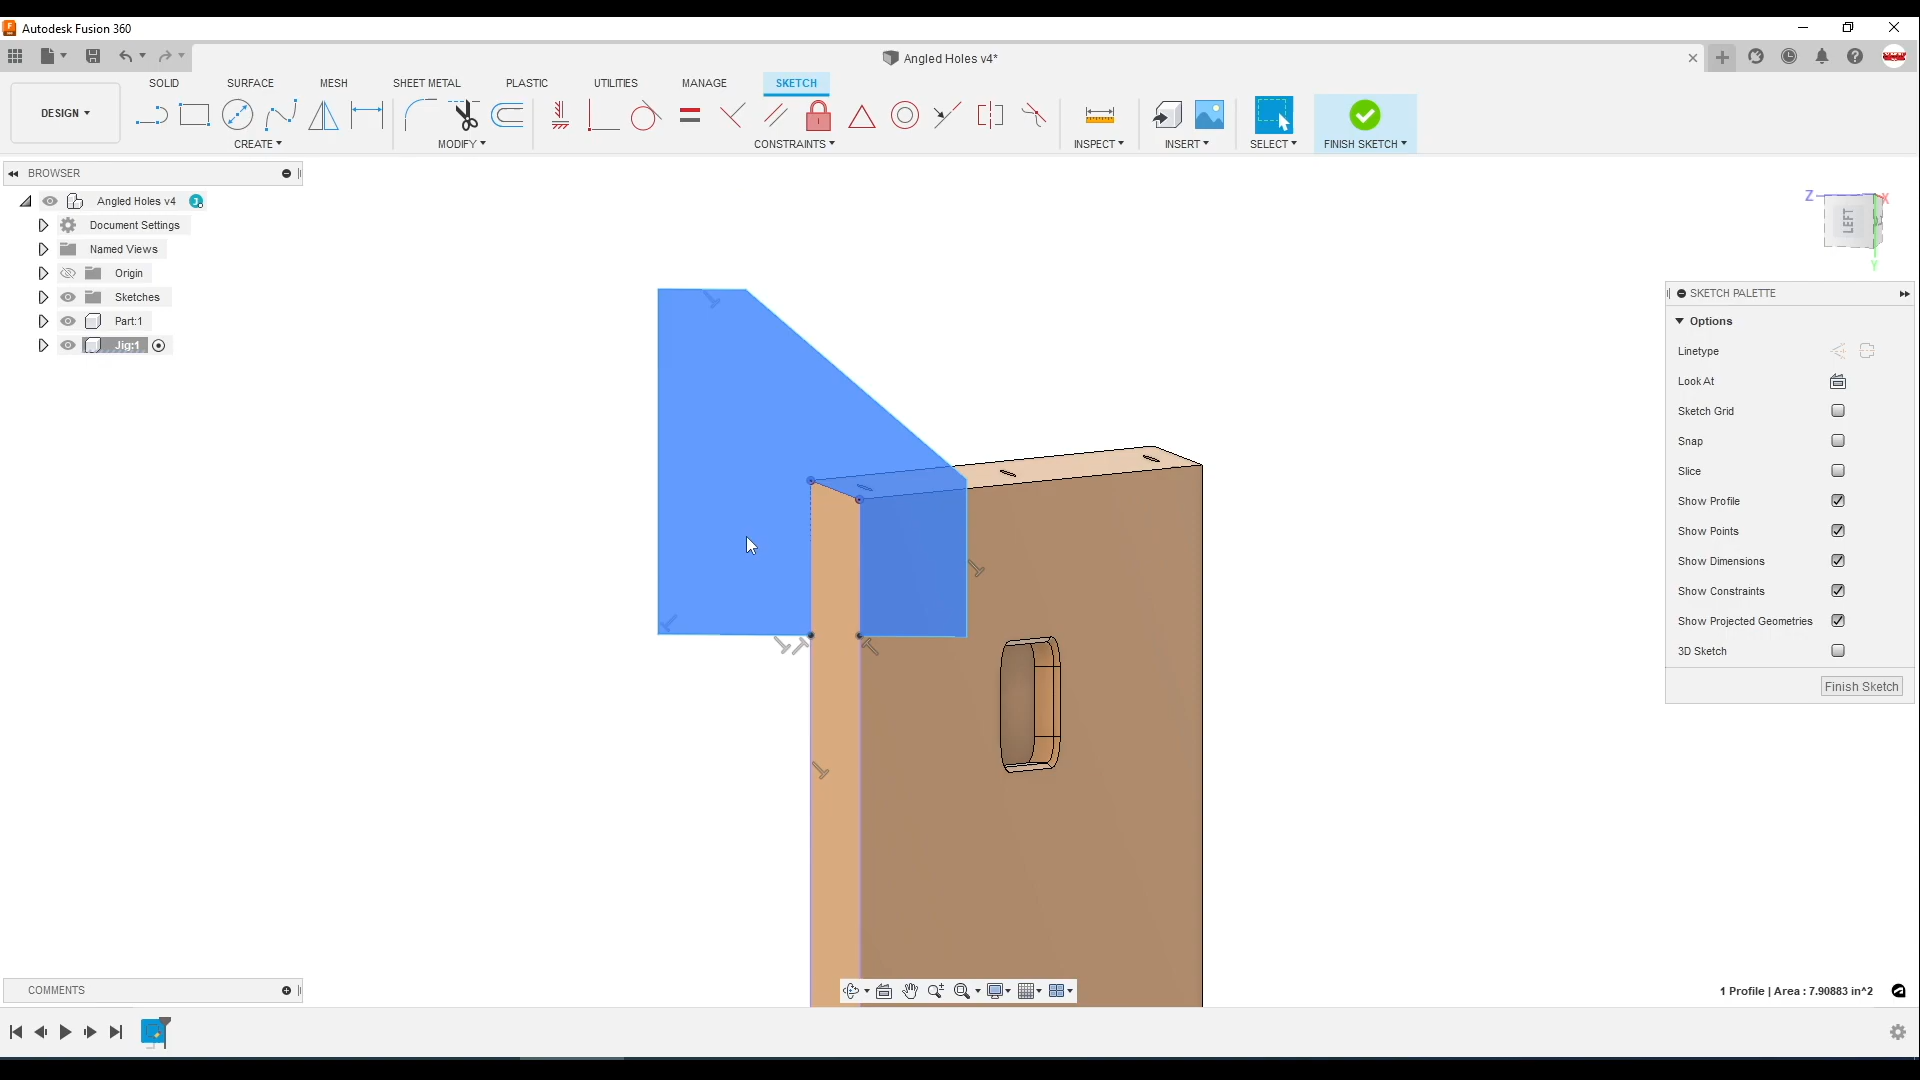 Autodesk Fusion 360
Angled Holes v4*
DESIGN
SOLID SURFACE MESH SHEET METAL PLASTIC UTILITIES MANAGE SKETCH
CREATE MODIFY CONSTRAINTS INSPECT INSERT SELECT FINISH SKETCH
BROWSER
Angled Holes v4
Document Settings
Named Views
Origin
Sketches
Part:1
Jig:1
Z X
LEFT
Y
SKETCH PALETTE
Options
Linetype
Look At
Sketch Grid
Snap
Slice
Show Profile
Show Points
Show Dimensions
Show Constraints
Show Projected Geometries
3D Sketch
Finish Sketch
COMMENTS
1 Profile | Area : 7.90883 in^2